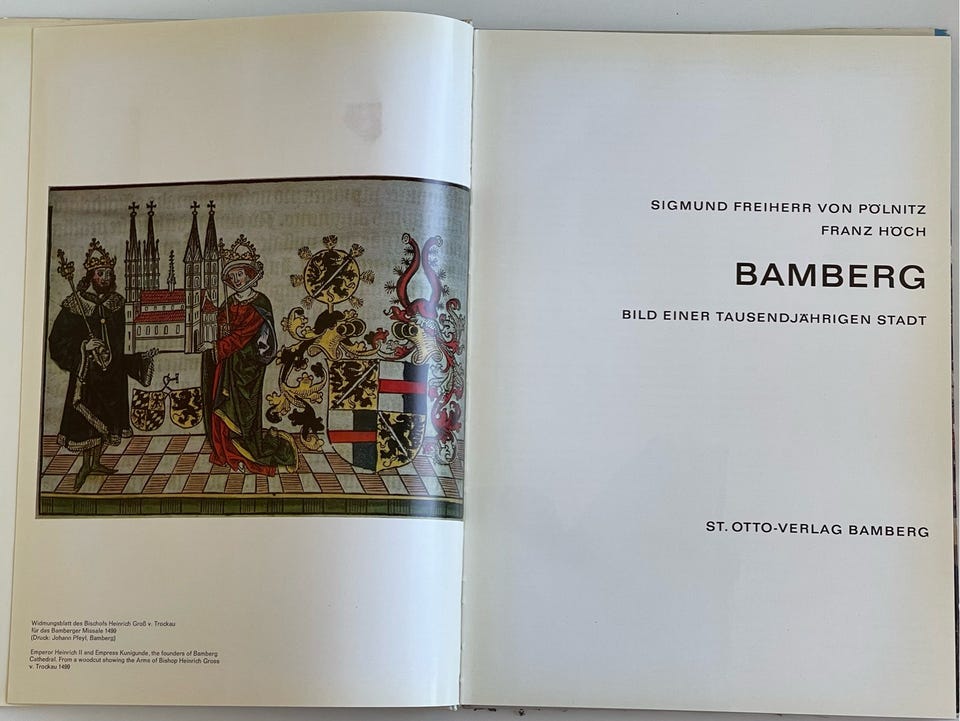 Widmungsblatt des Bischofs Heinrich Groß v. Trockau
für das Bamberger Missale 1499
(Druck: Johann Pfeyl, Bamberg)
Emperor Heinrich II and Empress Kunigunde, the founders of Bamberg
Cathedral. From a woodcut showing the Arms of Bishop Heinrich Gross
v. Trockau 1499
SIGMUND FREIHERR VON PÖLNITZ
FRANZ HÖCH
BAMBERG
BILD EINER TAUSENDJÄHRIGEN STADT
ST. OTTO-VERLAG BAMBERG